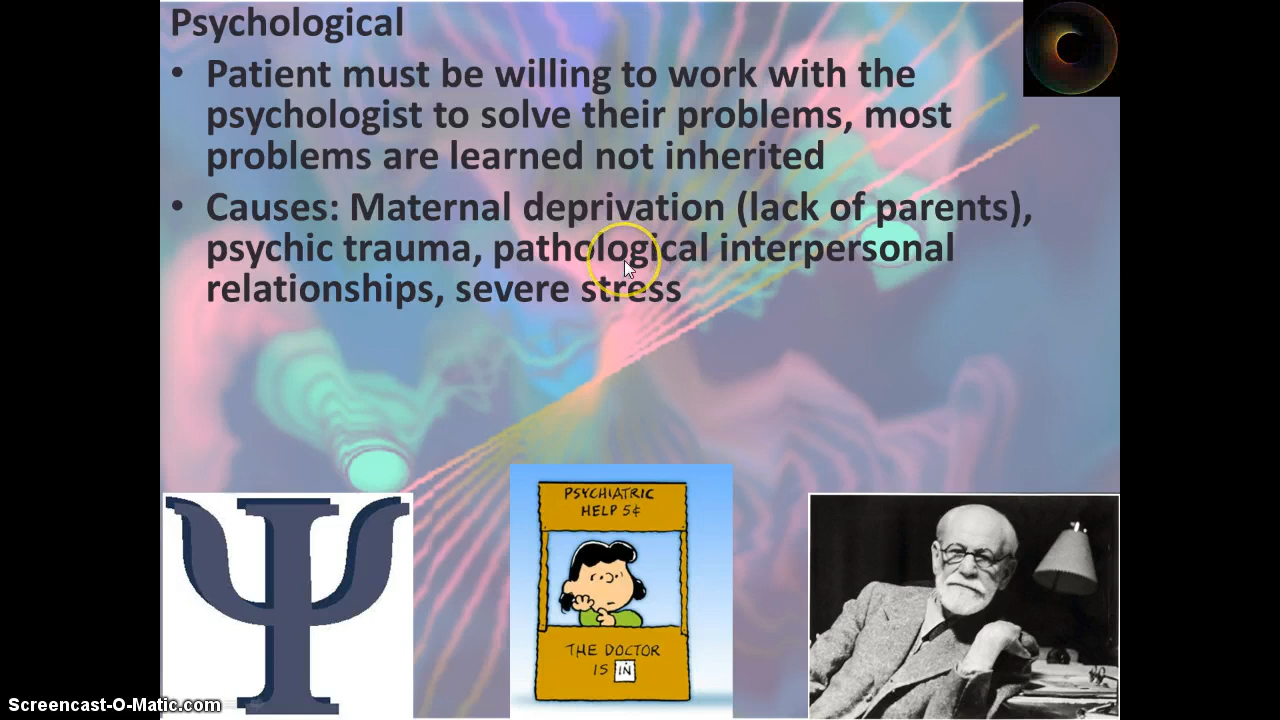 Psychological
• Patient must be willing to work with the
psychologist to solve their problems, most
problems are learned not inherited
• Causes: Maternal deprivation (lack of parents),
psychic trauma, pathological interpersonal
relationships, severe stress
Ψ
PSYCHIATRIC
HELP 5¢
THE DOCTOR
IS IN
Screencast-O-Matic.com